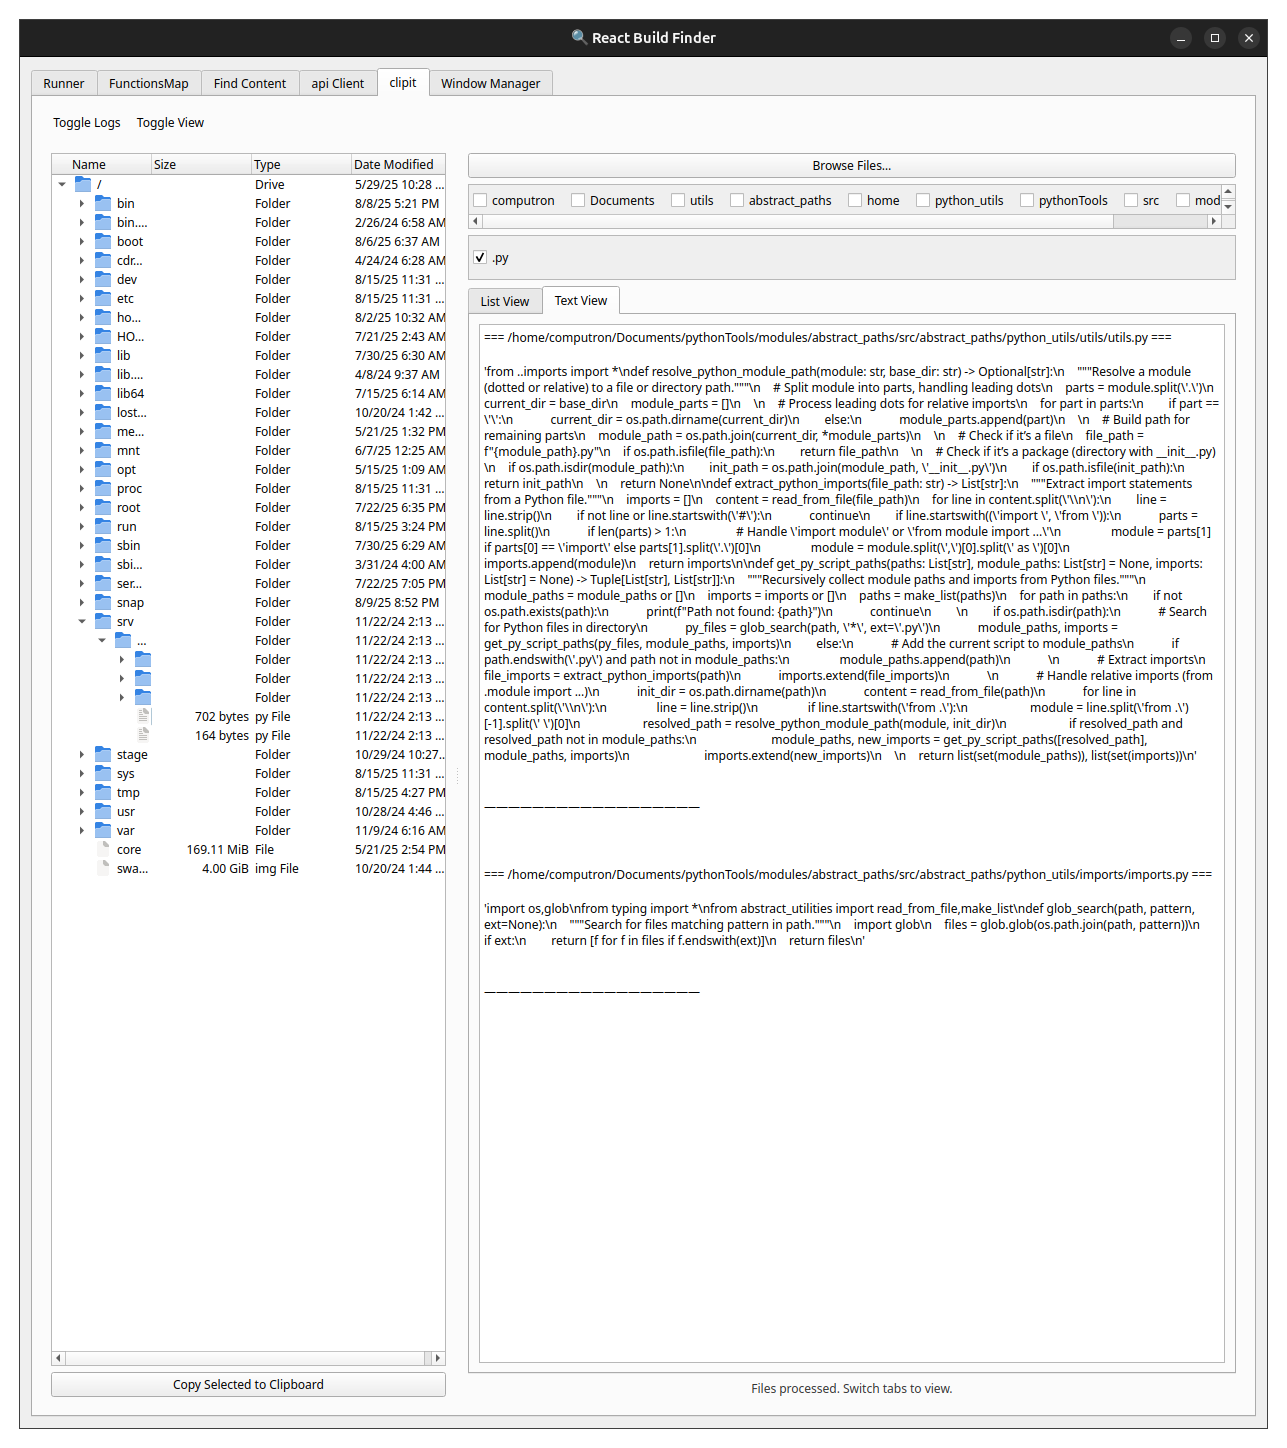 🔍 React Build Finder
Runner FunctionsMap Find Content api Client clipit Window Manager
Toggle Logs Toggle View
Name Size Type Date Modified
/ Drive 5/29/25 10:28 ...
bin Folder 8/8/25 5:21 PM
bin.... Folder 2/26/24 6:58 AM
boot Folder 8/6/25 6:37 AM
cdr... Folder 4/24/24 6:28 AM
dev Folder 8/15/25 11:31 ...
etc Folder 8/15/25 11:31 ...
ho... Folder 8/2/25 10:32 AM
HO... Folder 7/21/25 2:43 AM
lib Folder 7/30/25 6:30 AM
lib.... Folder 4/8/24 9:37 AM
lib64 Folder 7/15/25 6:14 AM
lost... Folder 10/20/24 1:42 ...
me... Folder 5/21/25 1:32 PM
mnt Folder 6/7/25 12:25 AM
opt Folder 5/15/25 1:09 AM
proc Folder 8/15/25 11:31 ...
root Folder 7/22/25 6:35 PM
run Folder 8/15/25 3:24 PM
sbin Folder 7/30/25 6:29 AM
sbi... Folder 3/31/24 4:00 AM
ser... Folder 7/22/25 7:05 PM
snap Folder 8/9/25 8:52 PM
srv Folder 11/22/24 2:13 ...
... Folder 11/22/24 2:13 ...
Folder 11/22/24 2:13 ...
Folder 11/22/24 2:13 ...
Folder 11/22/24 2:13 ...
702 bytes py File 11/22/24 2:13 ...
164 bytes py File 11/22/24 2:13 ...
stage Folder 10/29/24 10:27..
sys Folder 8/15/25 11:31 ...
tmp Folder 8/15/25 4:27 PM
usr Folder 10/28/24 4:46 ...
var Folder 11/9/24 6:16 AM
core 169.11 MiB File 5/21/25 2:54 PM
swa... 4.00 GiB img File 10/20/24 1:44 ...
Copy Selected to Clipboard
Browse Files...
computron Documents utils abstract_paths home python_utils pythonTools src mod
.py
List View Text View
=== /home/computron/Documents/pythonTools/modules/abstract_paths/src/abstract_paths/python_utils/utils/utils.py ===
'from ..imports import *\ndef resolve_python_module_path(module: str, base_dir: str) -> Optional[str]:\n    """Resolve a module
(dotted or relative) to a file or directory path."""\n    # Split module into parts, handling leading dots\n    parts = module.split(\'.\')\n
current_dir = base_dir\n    module_parts = []\n    \n    # Process leading dots for relative imports\n    for part in parts:\n        if part ==
\'\':\n            current_dir = os.path.dirname(current_dir)\n        else:\n            module_parts.append(part)\n    \n    # Build path for
remaining parts\n    module_path = os.path.join(current_dir, *module_parts)\n    \n    # Check if it’s a file\n    file_path =
f"{module_path}.py"\n    if os.path.isfile(file_path):\n        return file_path\n    \n    # Check if it’s a package (directory with __init__.py)
\n    if os.path.isdir(module_path):\n        init_path = os.path.join(module_path, \'__init__.py\')\n        if os.path.isfile(init_path):\n
return init_path\n    \n    return None\n\ndef extract_python_imports(file_path: str) -> List[str]:\n    """Extract import statements
from a Python file."""\n    imports = []\n    content = read_from_file(file_path)\n    for line in content.split(\'\\n\'):\n        line =
line.strip()\n        if not line or line.startswith(\'#\'):\n            continue\n        if line.startswith((\'import \', \'from \')):\n            parts =
line.split()\n            if len(parts) > 1:\n                # Handle \'import module\' or \'from module import ...\'\n                module = parts[1]
if parts[0] == \'import\' else parts[1].split(\'.\')[0]\n                module = module.split(\',\')[0].split(\' as \')[0]\n
imports.append(module)\n    return imports\n\ndef get_py_script_paths(paths: List[str], module_paths: List[str] = None, imports:
List[str] = None) -> Tuple[List[str], List[str]]:\n    """Recursively collect module paths and imports from Python files."""\n
module_paths = module_paths or []\n    imports = imports or []\n    paths = make_list(paths)\n    for path in paths:\n        if not
os.path.exists(path):\n            print(f"Path not found: {path}")\n            continue\n        \n        if os.path.isdir(path):\n            # Search
for Python files in directory\n            py_files = glob_search(path, \'*\', ext=\'.py\')\n            module_paths, imports =
get_py_script_paths(py_files, module_paths, imports)\n        else:\n            # Add the current script to module_paths\n            if
path.endswith(\'.py\') and path not in module_paths:\n                module_paths.append(path)\n            \n            # Extract imports\n
file_imports = extract_python_imports(path)\n            imports.extend(file_imports)\n            \n            # Handle relative imports (from
.module import ...)\n            init_dir = os.path.dirname(path)\n            content = read_from_file(path)\n            for line in
content.split(\'\\n\'):\n                line = line.strip()\n                if line.startswith(\'from .\'):\n                    module = line.split(\'from .\')
[-1].split(\' \')[0]\n                    resolved_path = resolve_python_module_path(module, init_dir)\n                    if resolved_path and
resolved_path not in module_paths:\n                        module_paths, new_imports = get_py_script_paths([resolved_path],
module_paths, imports)\n                        imports.extend(new_imports)\n    \n    return list(set(module_paths)), list(set(imports))\n'
——————————————————
=== /home/computron/Documents/pythonTools/modules/abstract_paths/src/abstract_paths/python_utils/imports/imports.py ===
'import os,glob\nfrom typing import *\nfrom abstract_utilities import read_from_file,make_list\ndef glob_search(path, pattern,
ext=None):\n    """Search for files matching pattern in path."""\n    import glob\n    files = glob.glob(os.path.join(path, pattern))\n
if ext:\n        return [f for f in files if f.endswith(ext)]\n    return files\n'
——————————————————
Files processed. Switch tabs to view.